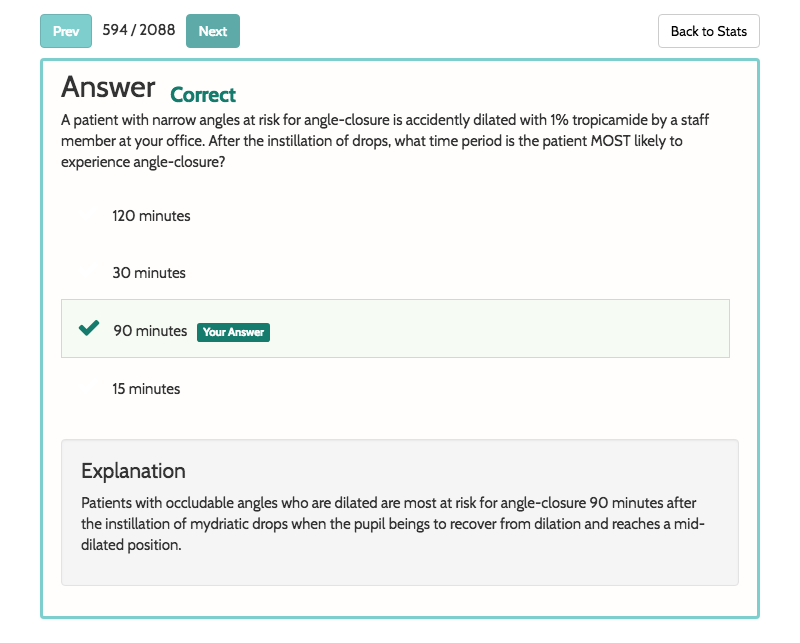 Prev 594 / 2088 Next Back to Stats
Answer Correct
A patient with narrow angles at risk for angle-closure is accidently dilated with 1% tropicamide by a staff
member at your office. After the instillation of drops, what time period is the patient MOST likely to
experience angle-closure?
120 minutes
30 minutes
90 minutes Your Answer
15 minutes
Explanation
Patients with occludable angles who are dilated are most at risk for angle-closure 90 minutes after
the instillation of mydriatic drops when the pupil beings to recover from dilation and reaches a mid-
dilated position.